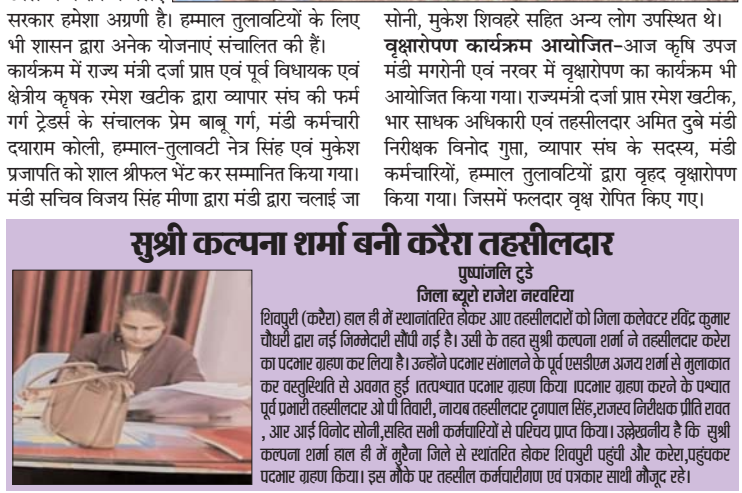 सरकार हमेशा अग्रणी है। हम्माल तुलावटियों के लिए
भी शासन द्वारा अनेक योजनाएं संचालित की हैं।
कार्यक्रम में राज्य मंत्री दर्जा प्राप्त एवं पूर्व विधायक एवं
क्षेत्रीय कृषक रमेश खटीक द्वारा व्यापार संघ की फर्म
गर्ग ट्रेडर्स के संचालक प्रेम बाबू गर्ग, मंडी कर्मचारी
दयाराम कोली, हम्माल-तुलावटी नेत्र सिंह एवं मुकेश
प्रजापति को शाल श्रीफल भेंट कर सम्मानित किया गया।
मंडी सचिव विजय सिंह मीणा द्वारा मंडी द्वारा चलाई जा
सोनी, मुकेश शिवहरे सहित अन्य लोग उपस्थित थे।
वृक्षारोपण कार्यक्रम आयोजित-आज कृषि उपज
मंडी मगरोनी एवं नरवर में वृक्षारोपण का कार्यक्रम भी
आयोजित किया गया। राज्यमंत्री दर्जा प्राप्त रमेश खटीक,
भार साधक अधिकारी एवं तहसीलदार अमित दुबे मंडी
निरीक्षक विनोद गुप्ता, व्यापार संघ के सदस्य, मंडी
कर्मचारियों, हम्माल तुलावटियों द्वारा वृहद वृक्षारोपण
किया गया। जिसमें फलदार वृक्ष रोपित किए गए।
सुश्री कल्पना शर्मा बनी करैरा तहसीलदार
पुष्पांजलि टुडे
जिला ब्यूरो राजेश नरवरिया
शिवपुरी (करैरा) हाल ही में स्थानांतरित होकर आए तहसीलदारों को जिला कलेक्टर रविंद्र कुमार
चौधरी द्वारा नई जिम्मेदारी सौंपी गई है। उसी के तहत सुश्री कल्पना शर्मा ने तहसीलदार करेरा
का पदभार ग्रहण कर लिया है। उन्होंने पदभार संभालने के पूर्व एसडीएम अजय शर्मा से मुलाकात
कर वस्तुस्थिति से अवगत हुई ।ततपश्चात पदभार ग्रहण किया ।पदभार ग्रहण करने के पश्चात
पूर्व प्रभारी तहसीलदार ओ पी तिवारी, नायब तहसीलदार दृगपाल सिंह,राजस्व निरीक्षक प्रीति रावत
, आर आई विनोद सोनी,सहित सभी कर्मचारियों से परिचय प्राप्त किया। उल्लेखनीय है कि सुश्री
कल्पना शर्मा हाल ही में मुरैना जिले से स्थांतरित होकर शिवपुरी पहुंची और करेरा,पहुंचकर
पदभार ग्रहण किया। इस मौके पर तहसील कर्मचारीगण एवं पत्रकार साथी मौजूद रहे।